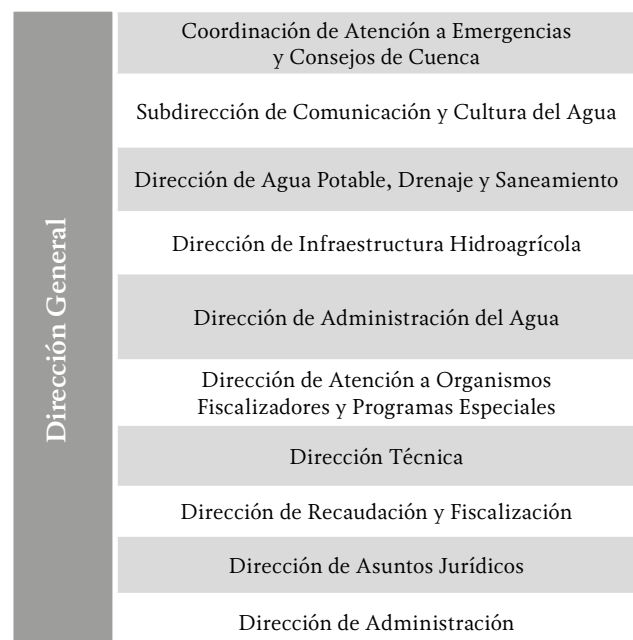 Dirección General
Coordinación de Atención a Emergencias
y Consejos de Cuenca
Subdirección de Comunicación y Cultura del Agua
Dirección de Agua Potable, Drenaje y Saneamiento
Dirección de Infraestructura Hidroagrícola
Dirección de Administración del Agua
Dirección de Atención a Organismos
Fiscalizadores y Programas Especiales
Dirección Técnica
Dirección de Recaudación y Fiscalización
Dirección de Asuntos Jurídicos
Dirección de Administración